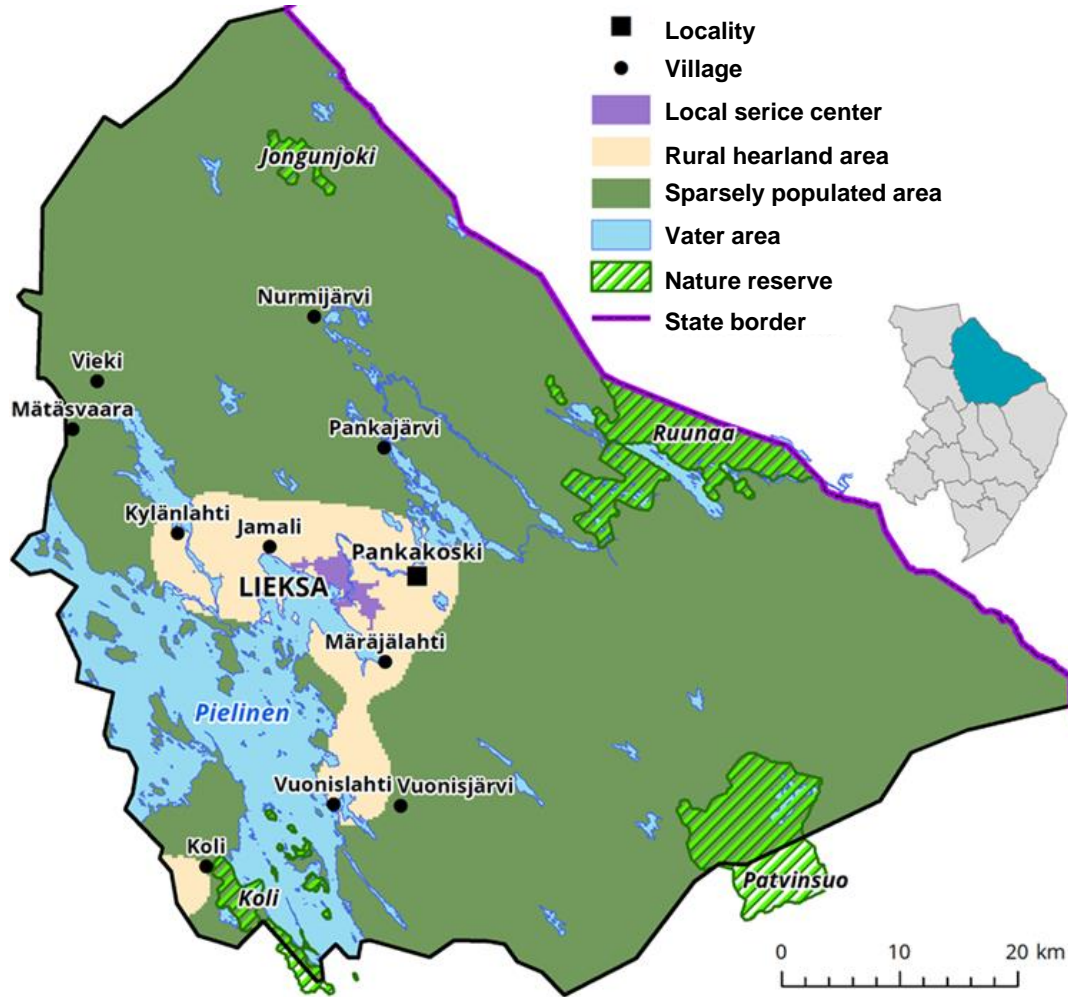 Locality
Village
Local serice center
Rural hearland area
Sparsely populated area
Vater area
Nature reserve
State border
Jongunjoki
Nurmijärvi
Vieki
Mätäsvaara
Pankajärvi
Ruunaa
Kylänlahti
Jamali
Pankakoski
LIEKSA
Märäjälahti
Pielinen
Vuonislahti
Vuonisjärvi
Koli
Koli
Patvinsuo
0 10 20 km